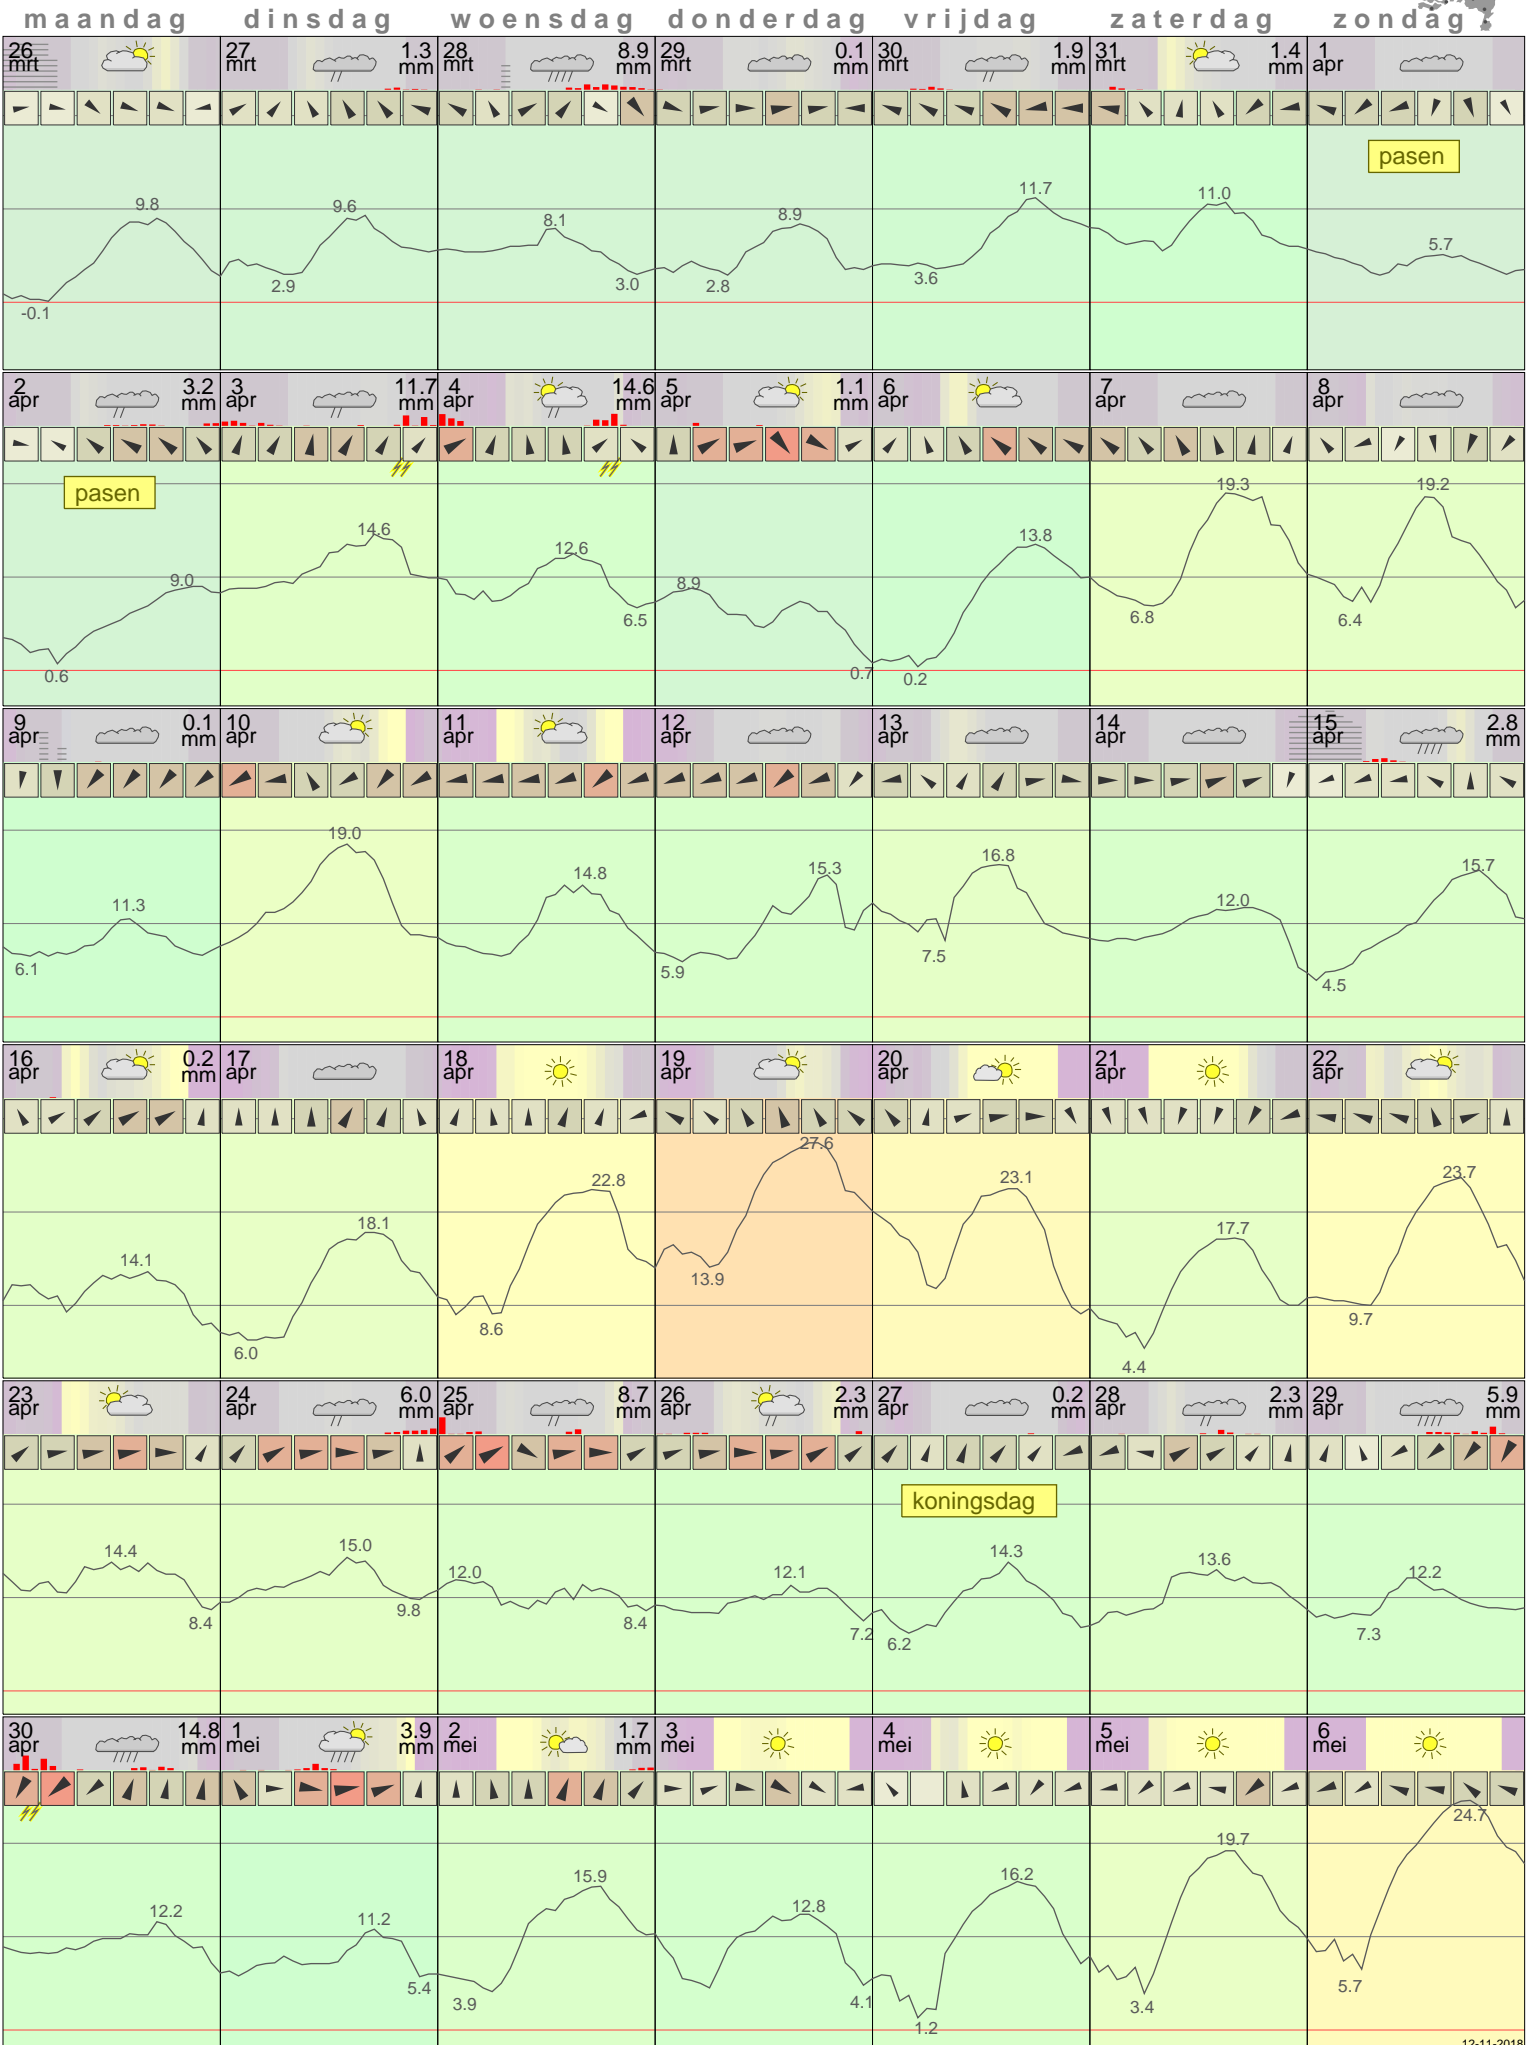 maandag dinsdag woensdag donderdag vrijdag zaterdag zondag
26 27 1.3 28 8.9 29 0.1 30 1.9 31 1.4 1
mrt mrt mm mrt mm mrt mm mrt mm mrt mm apr
pasen
9.8 9.6 8.1 8.9 11.7 11.0 5.7
-0.1 2.9 3.0 2.8 3.6
2 3.2 3 11.7 4 14.6 5 1.1 6 7 8
apr mm apr mm apr mm apr mm apr apr apr
pasen
9.0 14.6 12.6 8.9 13.8 19.3 19.2
0.6 6.5 0.7 0.2 6.8 6.4
9 0.1 10 11 12 13 14 15 2.8
apr mm apr apr apr apr apr apr mm
11.3 19.0 14.8 15.3 16.8 12.0 15.7
6.1 5.9 7.5 4.5
16 0.2 17 18 19 20 21 22
apr mm apr apr apr apr apr apr
14.1 18.1 22.8 27.6 23.1 17.7 23.7
6.0 8.6 13.9 4.4 9.7
23 24 6.0 25 8.7 26 2.3 27 0.2 28 2.3 29 5.9
apr apr mm apr mm apr mm apr mm apr mm apr mm
koningsdag
14.4 15.0 12.0 12.1 14.3 13.6 12.2
8.4 9.8 8.4 7.2 6.2 7.3
30 14.8 1 3.9 2 1.7 3 4 5 6
apr mm mei mm mei mm mei mei mei mei
12.2 11.2 15.9 12.8 16.2 19.7 24.7
5.4 3.9 4.1 1.2 3.4 5.7
12-11-2018